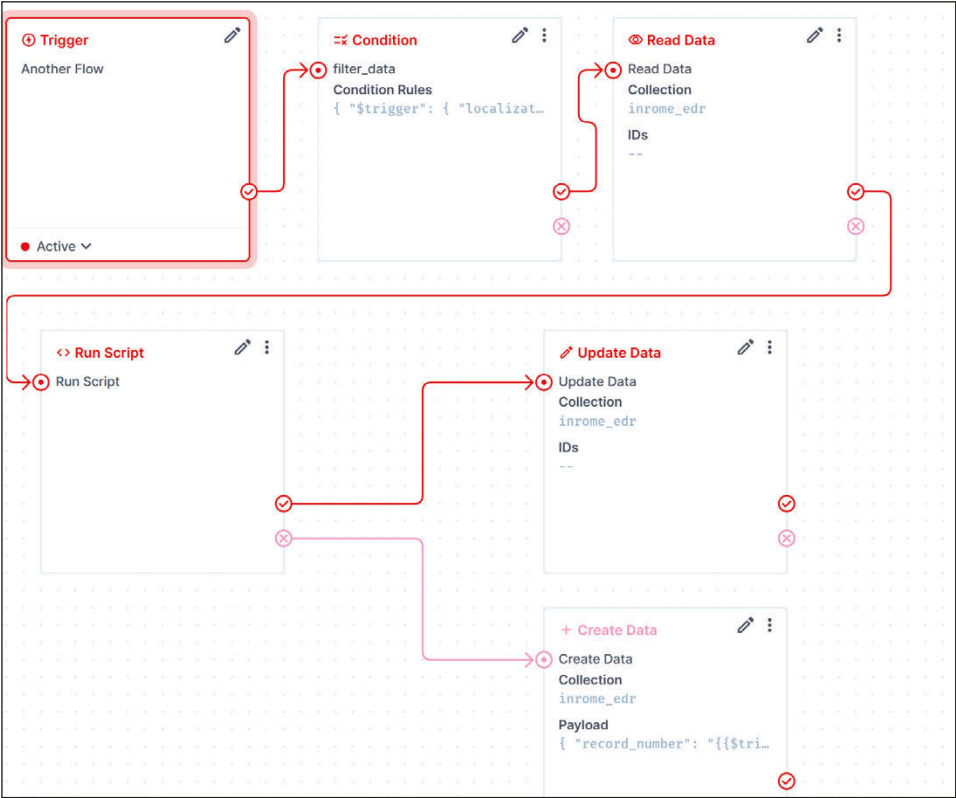 Trigger
Another Flow
Active
Condition
filter_data
Condition Rules
{ "$trigger": { "localizat…
Read Data
Read Data
Collection
inrome_edr
IDs
--
Run Script
Run Script
Update Data
Update Data
Collection
inrome_edr
IDs
--
Create Data
Create Data
Collection
inrome_edr
Payload
{ "record_number": "{{$tri…